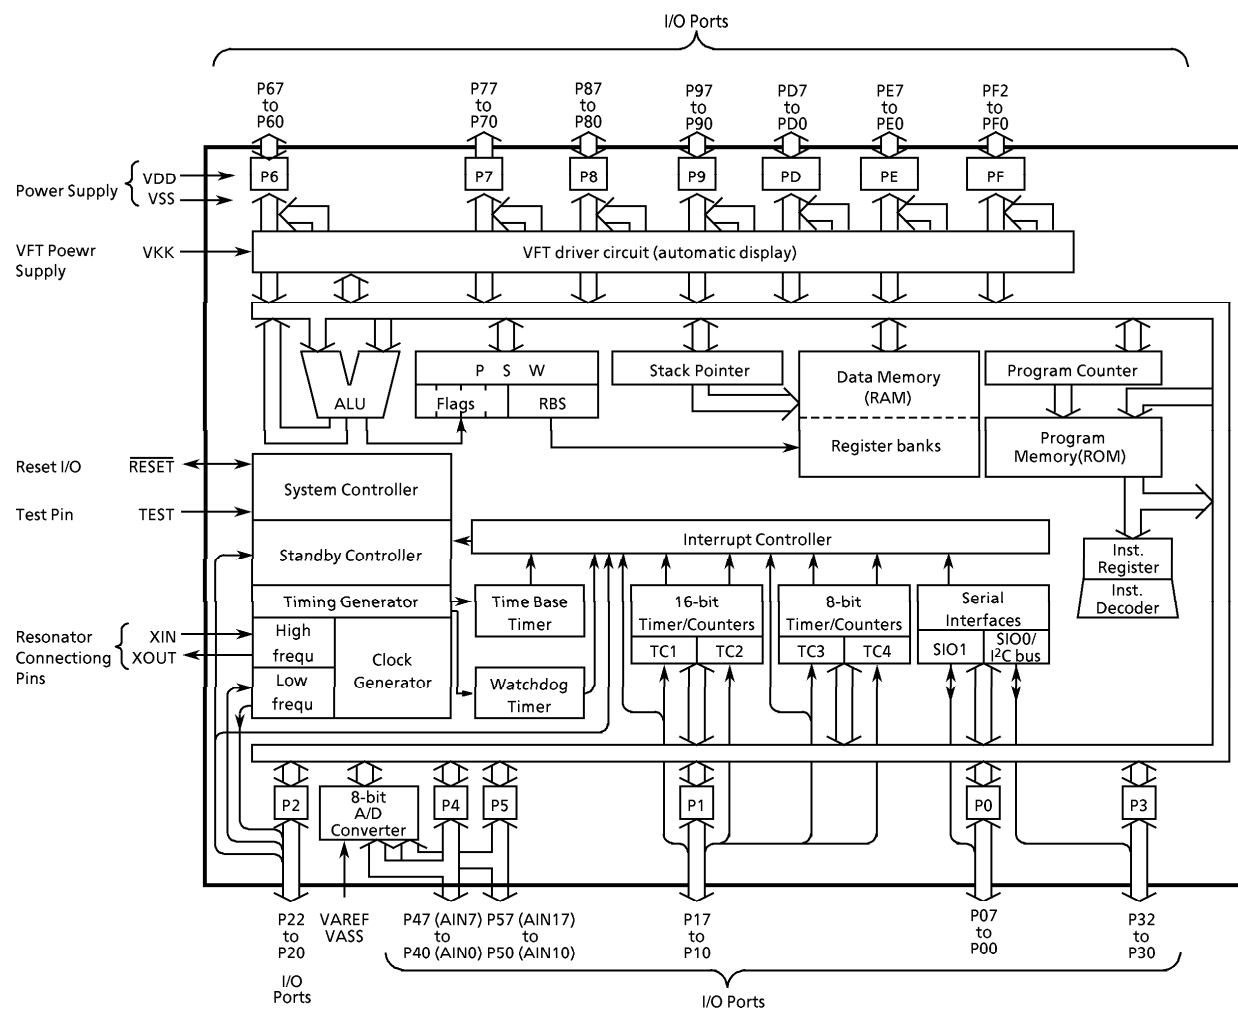 I/O Ports
P67 to P60
P77 to P70
P87 to P80
P97 to P90
PD7 to PD0
PE7 to PE0
PF2 to PF0
P6
P7
P8
P9
PD
PE
PF
Power Supply
VDD
VSS
VFT Poewr
Supply
VKK
VFT driver circuit (automatic display)
ALU
P S W
Flags
RBS
Stack Pointer
Data Memory
(RAM)
Register banks
Program Counter
Program
Memory(ROM)
Reset I/O
RESET
Test Pin
TEST
System Controller
Standby Controller
Interrupt Controller
Inst.
Register
Inst.
Decoder
Timing Generator
Time Base
Timer
16-bit
Timer/Counters
TC1
TC2
8-bit
Timer/Counters
TC3
TC4
Serial
Interfaces
SIO1
SIO0/
I²C bus
Resonator
Connectiong
Pins
XIN
XOUT
High
frequ
Low
frequ
Clock
Generator
Watchdog
Timer
P2
8-bit
A/D
Converter
P4
P5
P1
P0
P3
P22
to
P20
I/O
Ports
VAREF
VASS
P47 (AIN7)
to
P40 (AIN0)
P57 (AIN17)
to
P50 (AIN10)
P17
to
P10
P07
to
P00
P32
to
P30
I/O Ports